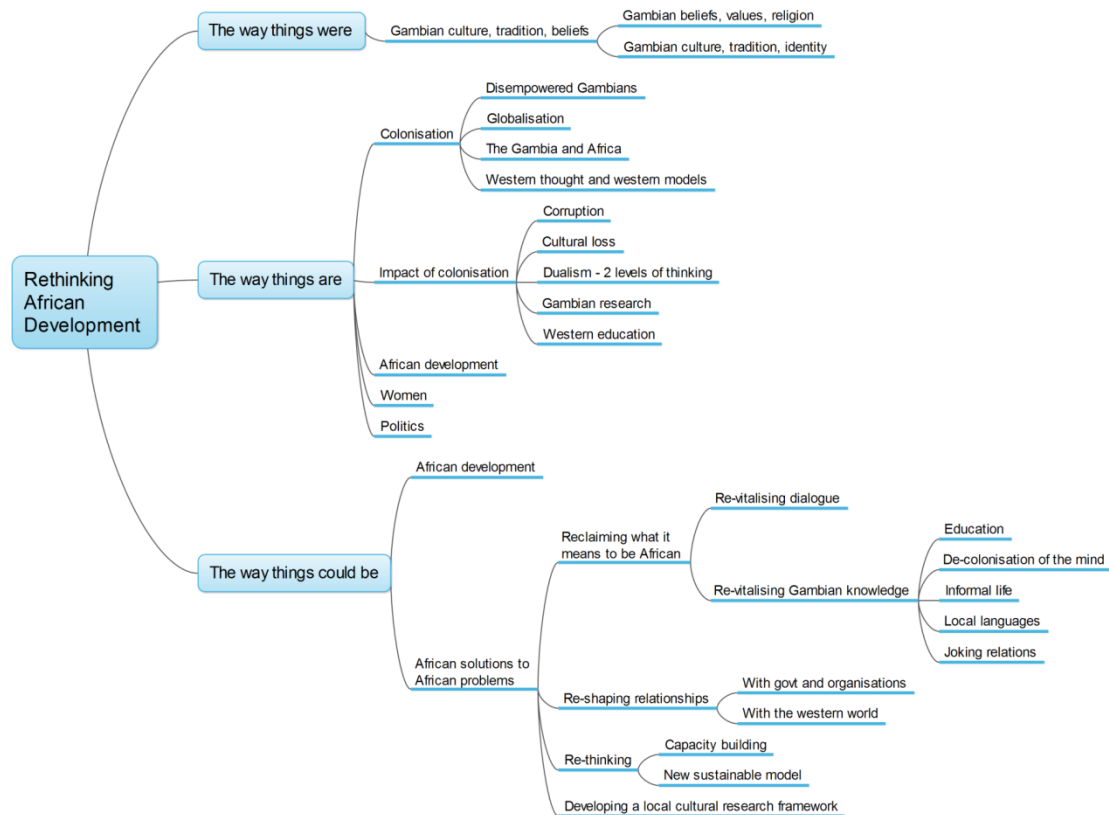 Rethinking
African
Development
The way things were
Gambian culture, tradition, beliefs
Gambian beliefs, values, religion
Gambian culture, tradition, identity
The way things are
Colonisation
Disempowered Gambians
Globalisation
The Gambia and Africa
Western thought and western models
Impact of colonisation
Corruption
Cultural loss
Dualism - 2 levels of thinking
Gambian research
Western education
African development
Women
Politics
The way things could be
African development
African solutions to
African problems
Reclaiming what it
means to be African
Re-vitalising dialogue
Re-vitalising Gambian knowledge
Education
De-colonisation of the mind
Informal life
Local languages
Joking relations
Re-shaping relationships
With govt and organisations
With the western world
Re-thinking
Capacity building
New sustainable model
Developing a local cultural research framework